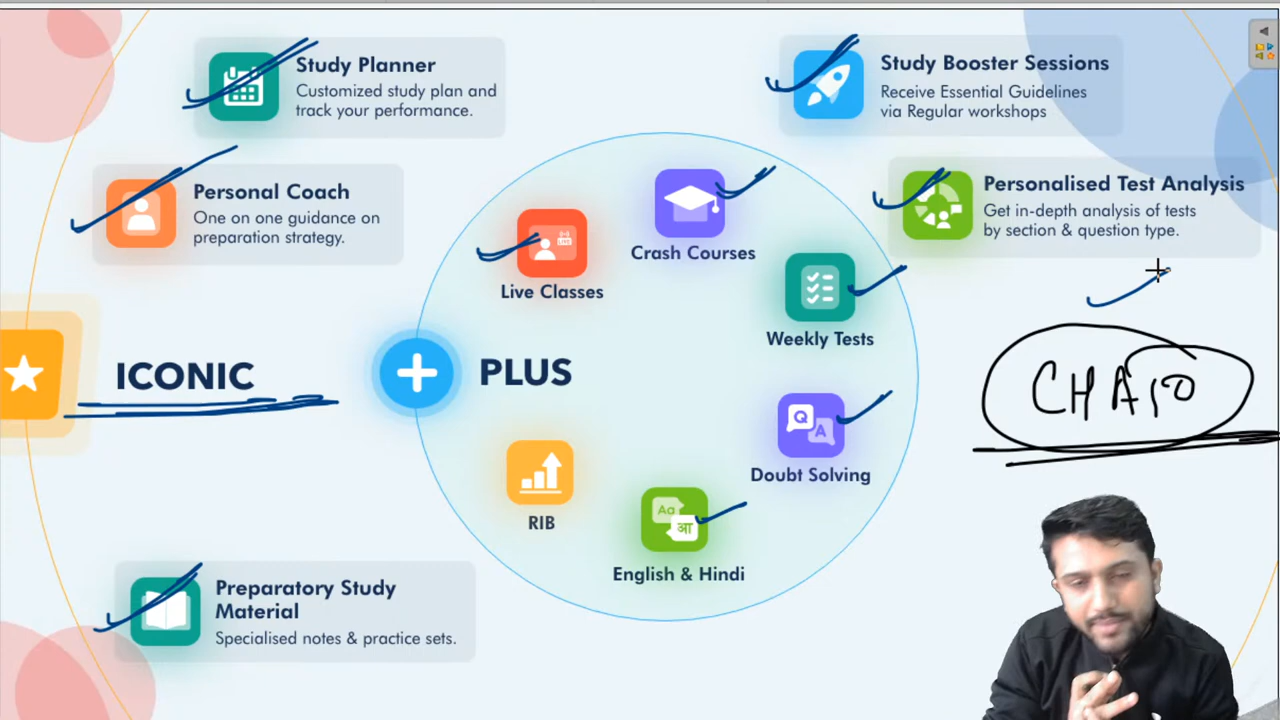 Study Planner
Customized study plan and
track your performance.
Study Booster Sessions
Receive Essential Guidelines
via Regular workshops
Personal Coach
One on one guidance on
preparation strategy.
Personalised Test Analysis
Get in-depth analysis of tests
by section & question type.
Live Classes
Crash Courses
Weekly Tests
ICONIC
PLUS
CHA10
Q
A
Doubt Solving
RIB
Aa
आ
English & Hindi
Preparatory Study
Material
Specialised notes & practice sets.